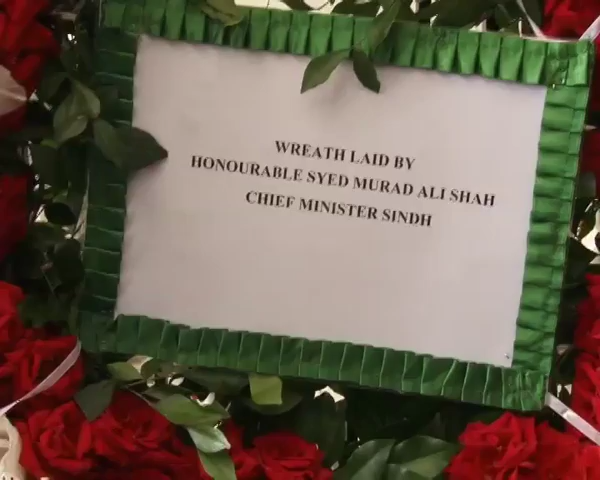 WREATH LAID BY
HONOURABLE SYED MURAD ALI SHAH
CHIEF MINISTER SINDH